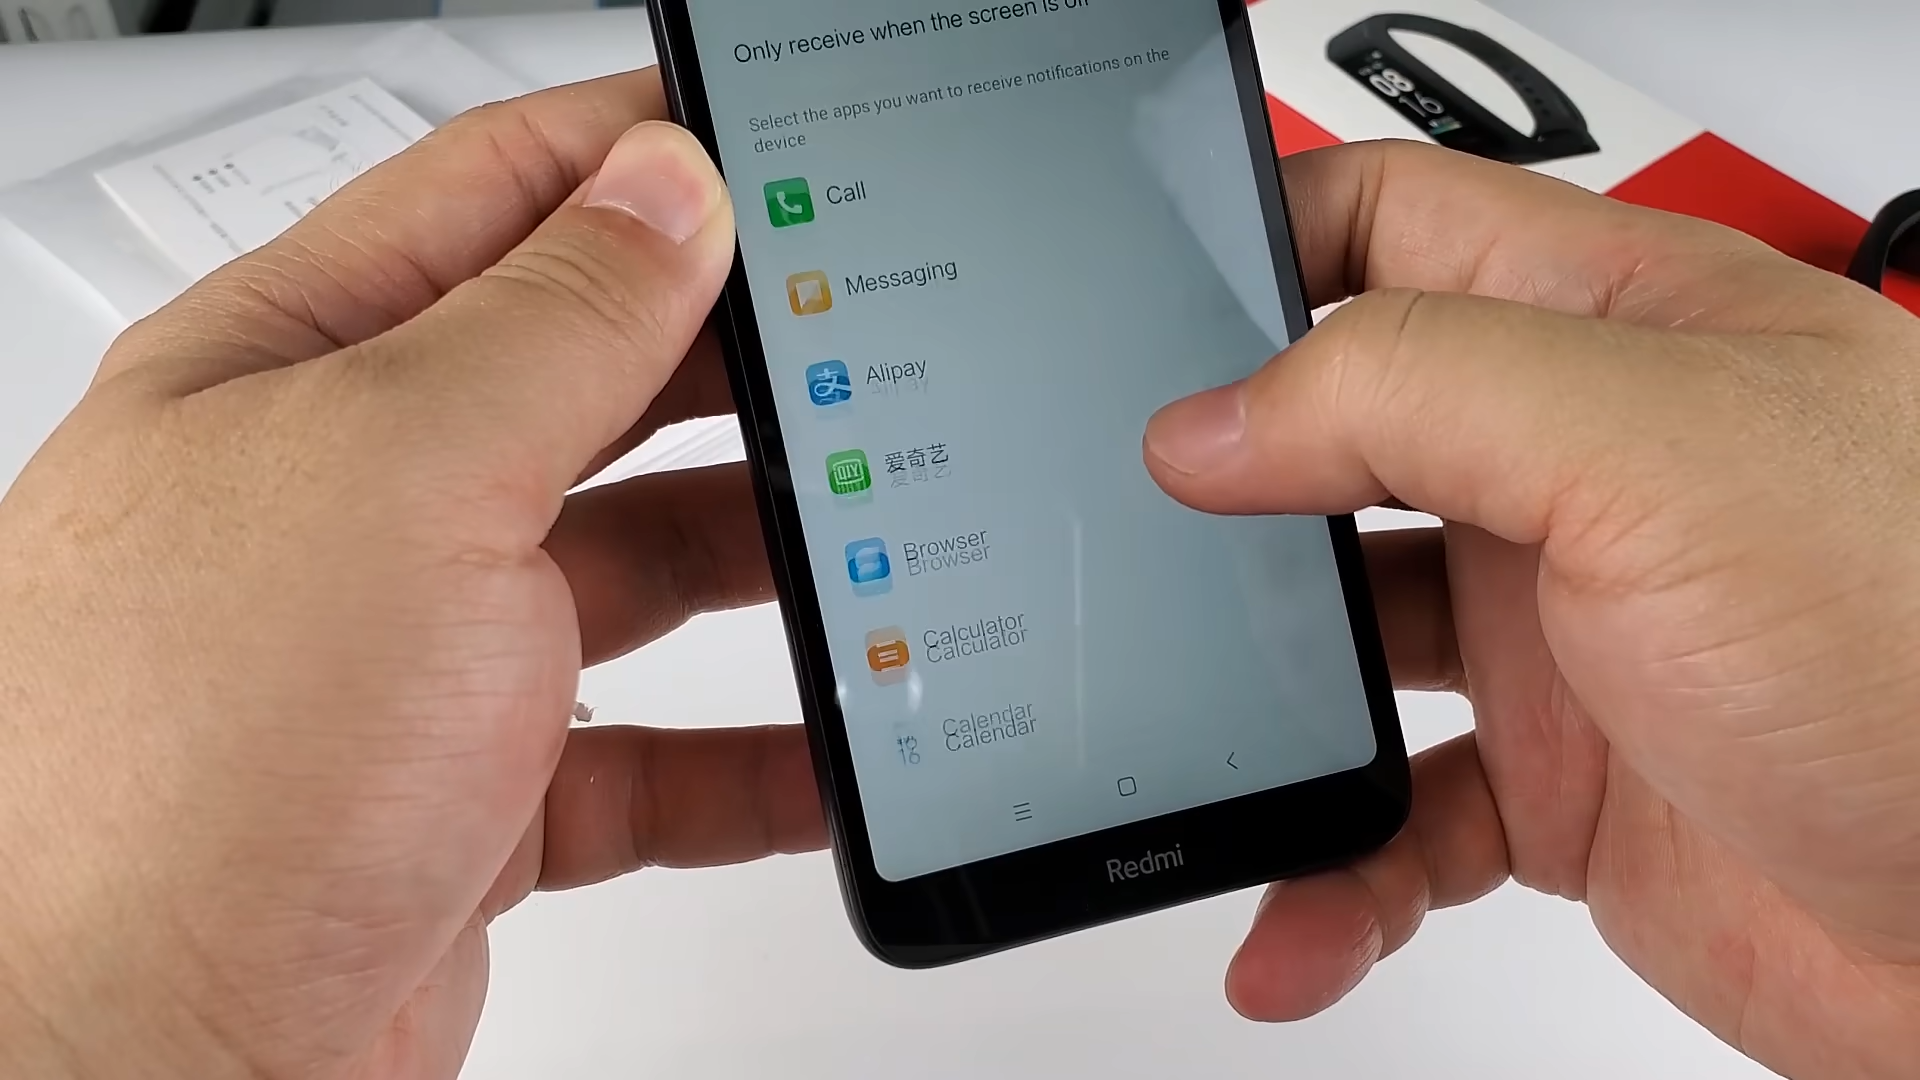 Only receive when the screen is off
Select the apps you want to receive notifications on the
device
Call
Messaging
Alipay
爱奇艺
Browser
Calculator
Calendar
16
Redmi